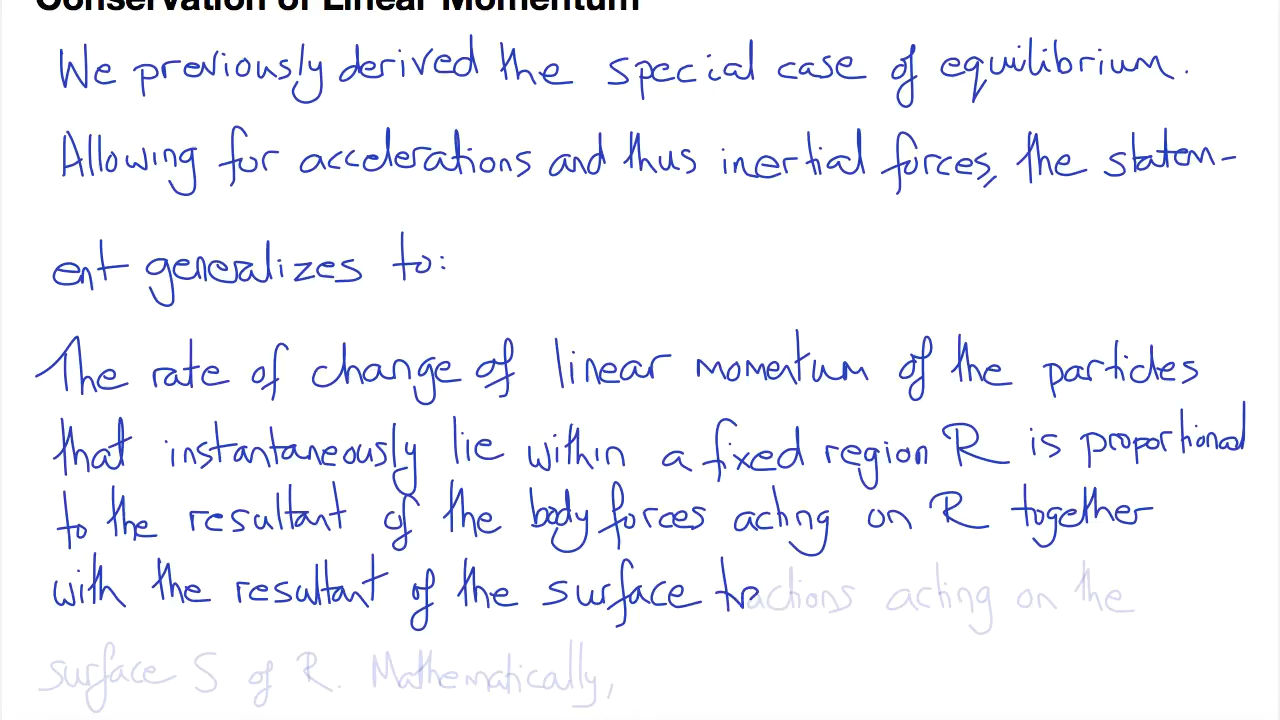 Conservation of Linear Momentum
We previously derived the special case of equilibrium.
Allowing for accelerations and thus inertial forces, the statem-
ent generalizes to:
The rate of change of linear momentum of the particles
that instantaneously lie within a fixed region R is proportional
to the resultant of the body forces acting on R together
with the resultant of the surface tractions acting on the
surface S of R. Mathematically,